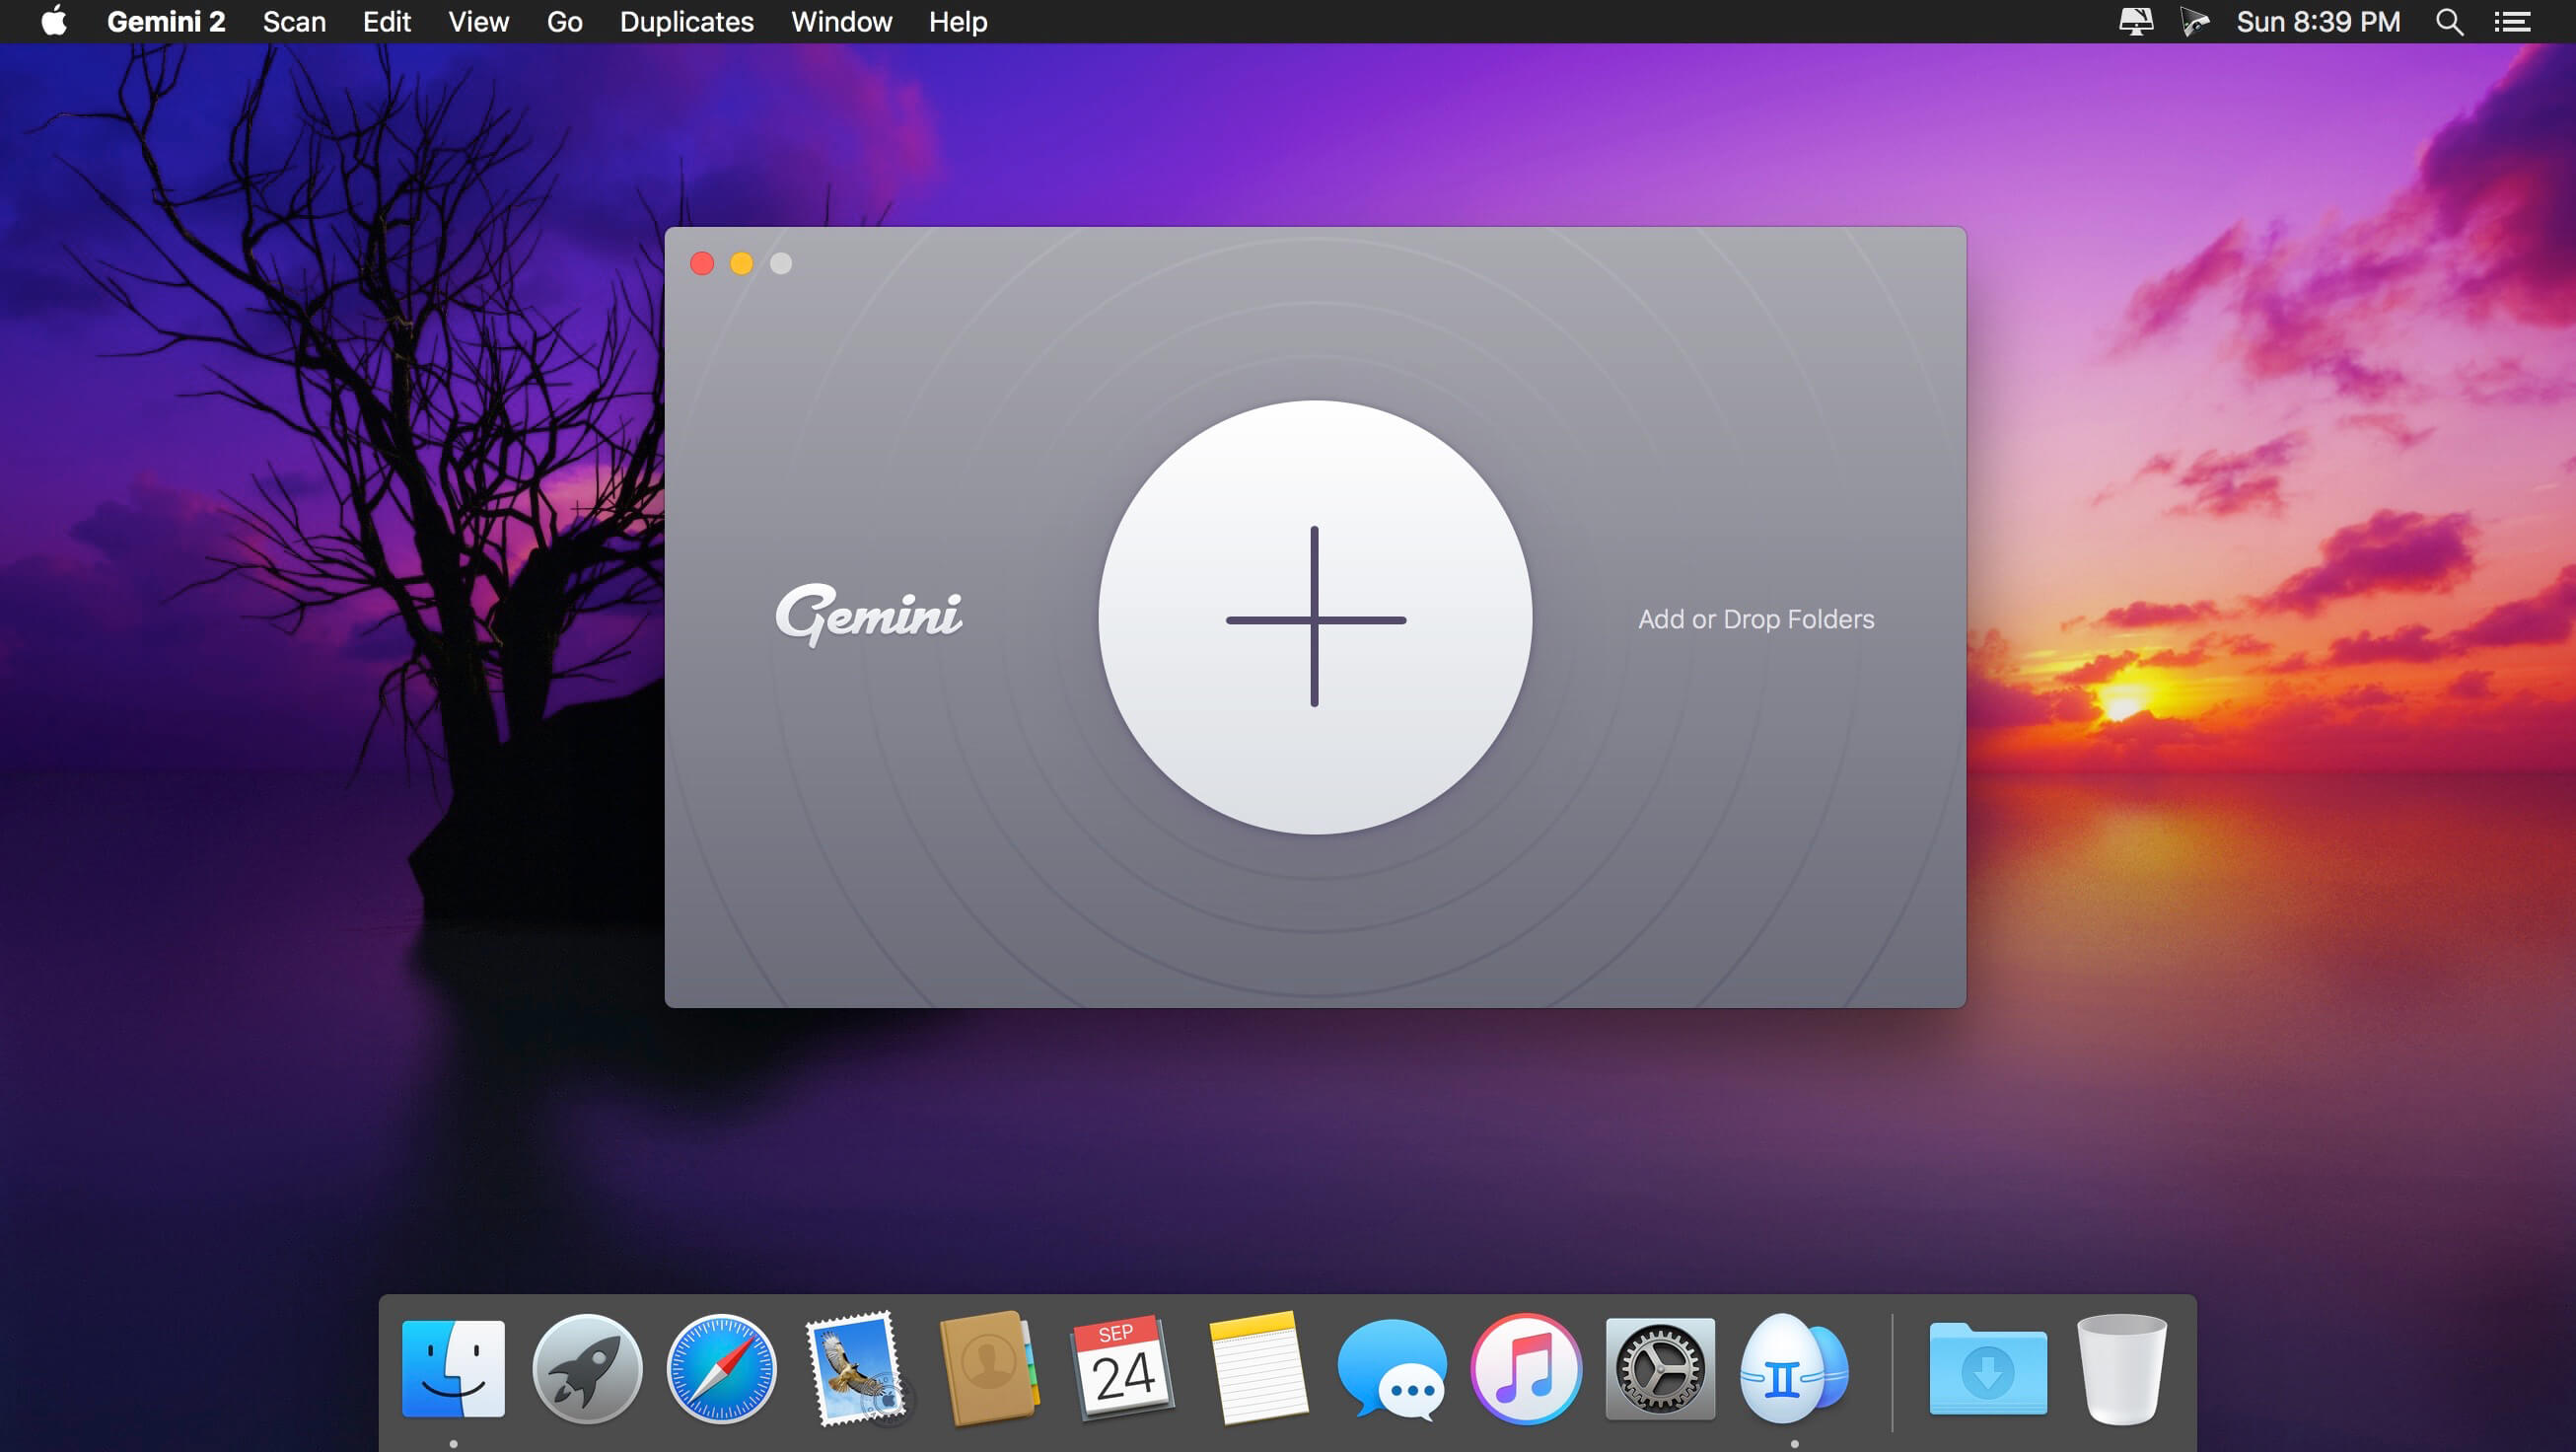 Gemini 2 Scan Edit View Go Duplicates Window Help Sun 8:39 PM
Gemini
Add or Drop Folders
SEP
24